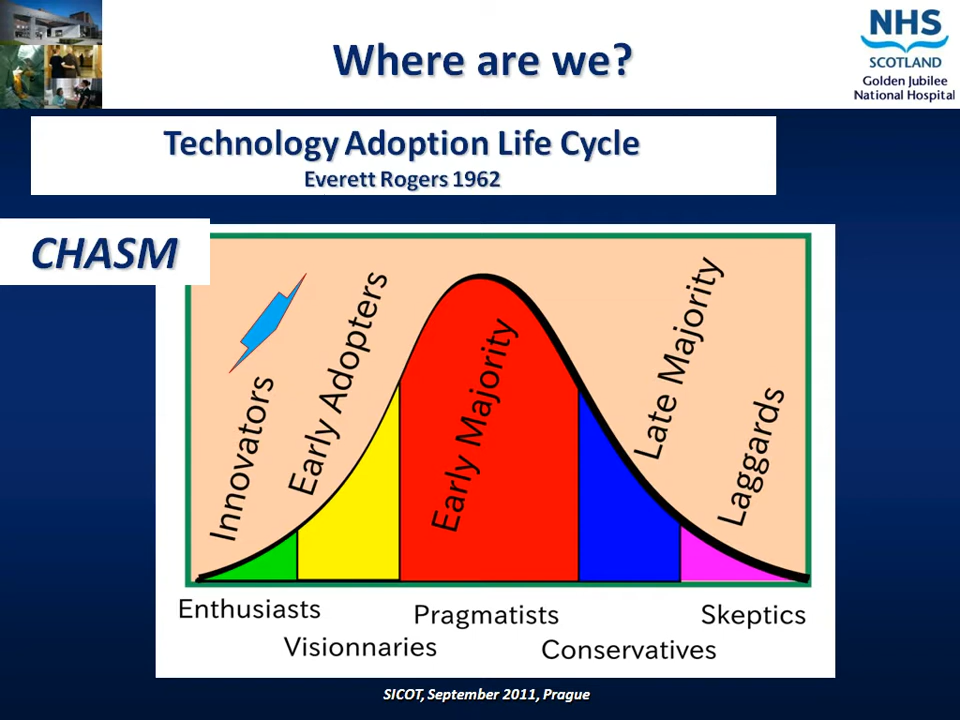 Where are we?
NHS
SCOTLAND
Golden Jubilee
National Hospital
Technology Adoption Life Cycle
Everett Rogers 1962
CHASM
Innovators
Early Adopters
Early Majority
Late Majority
Laggards
Enthusiasts
Visionnaries
Pragmatists
Conservatives
Skeptics
SICOT, September 2011, Prague